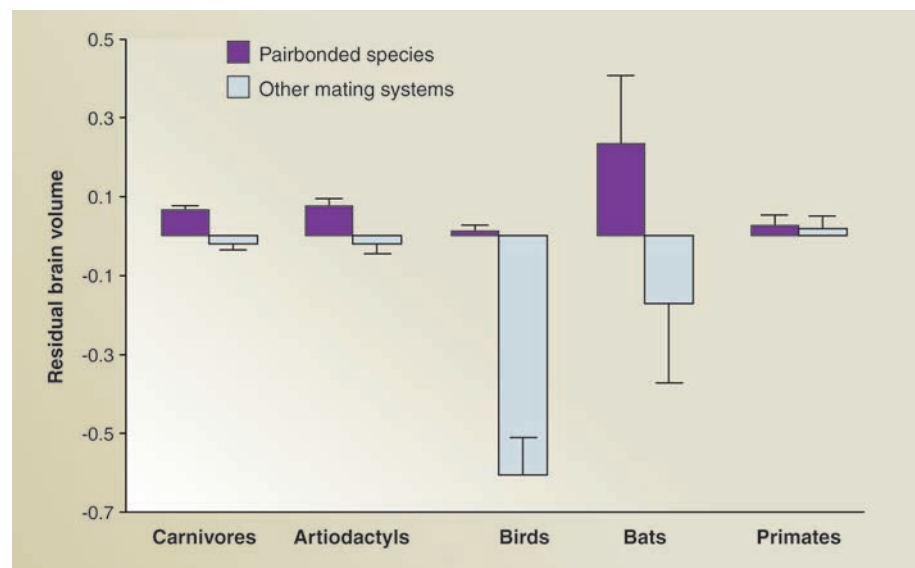 0.5
0.3
0.1
-0.1
-0.3
-0.5
-0.7
Residual brain volume
Pairbonded species
Other mating systems
Carnivores Artiodactyls Birds Bats Primates